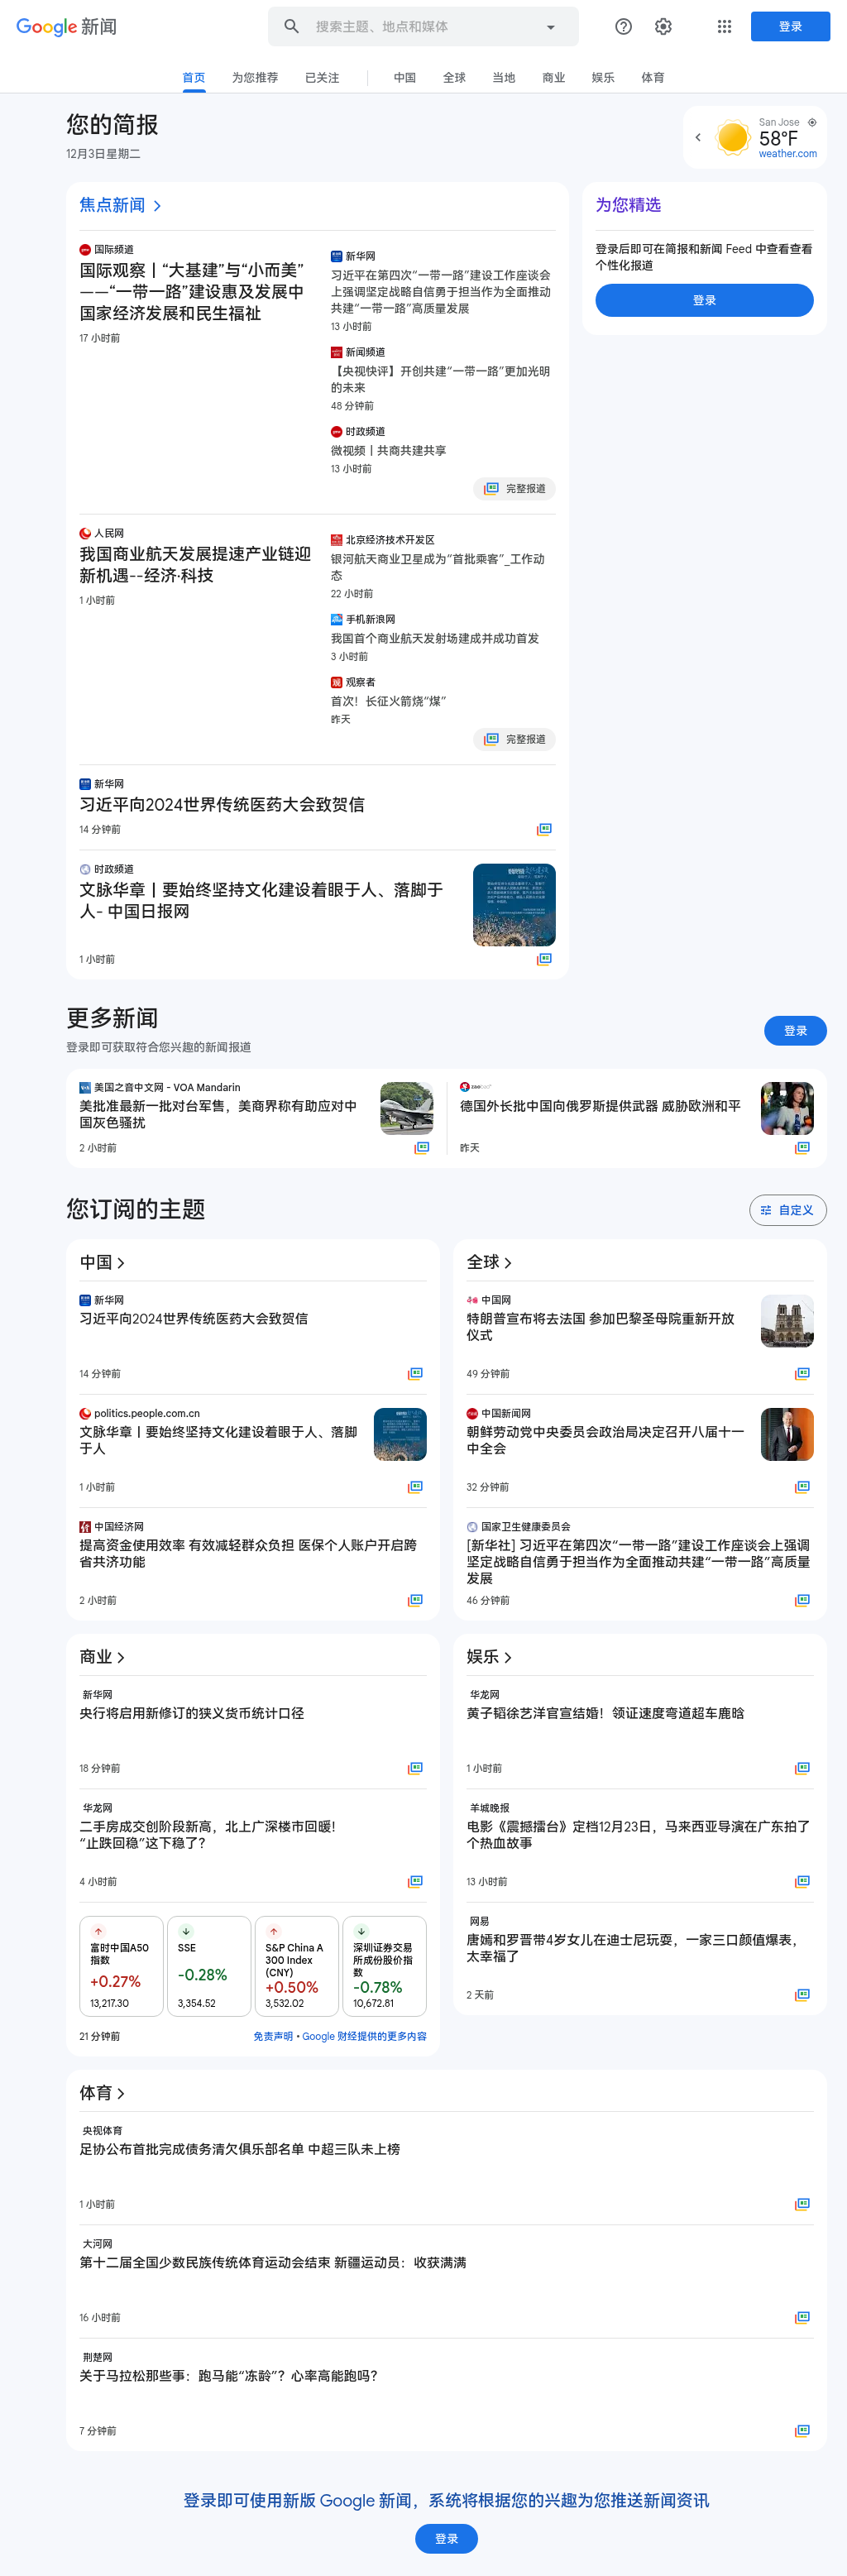 Google 新闻
搜索主题、地点和媒体
登录
首页
为您推荐
已关注
中国
全球
当地
商业
娱乐
体育
您的简报
12月3日星期二
San Jose
58°F
weather.com
焦点新闻
国际频道
国际观察丨“大基建”与“小而美”
——“一带一路”建设惠及发展中
国家经济发展和民生福祉
17 小时前
新华网
习近平在第四次“一带一路”建设工作座谈会
上强调坚定战略自信勇于担当作为全面推动
共建“一带一路”高质量发展
13 小时前
新闻频道
【央视快评】开创共建“一带一路”更加光明
的未来
48 分钟前
时政频道
微视频丨共商共建共享
13 小时前
完整报道
人民网
我国商业航天发展提速产业链迎
新机遇--经济·科技
1 小时前
北京经济技术开发区
银河航天商业卫星成为“首批乘客”_工作动
态
22 小时前
手机新浪网
我国首个商业航天发射场建成并成功首发
3 小时前
观察者
首次！长征火箭烧“煤”
昨天
完整报道
新华网
习近平向2024世界传统医药大会致贺信
14 分钟前
时政频道
文脉华章丨要始终坚持文化建设着眼于人、落脚于
人- 中国日报网
1 小时前
为您精选
登录后即可在简报和新闻 Feed 中查看查看
个性化报道
登录
更多新闻
登录即可获取符合您兴趣的新闻报道
登录
美国之音中文网 - VOA Mandarin
美批准最新一批对台军售，美商界称有助应对中
国灰色骚扰
2 小时前
德国外长批中国向俄罗斯提供武器 威胁欧洲和平
昨天
您订阅的主题
自定义
中国
新华网
习近平向2024世界传统医药大会致贺信
14 分钟前
politics.people.com.cn
文脉华章丨要始终坚持文化建设着眼于人、落脚
于人
1 小时前
中国经济网
提高资金使用效率 有效减轻群众负担 医保个人账户开启跨
省共济功能
2 小时前
全球
中国网
特朗普宣布将去法国 参加巴黎圣母院重新开放
仪式
49 分钟前
中国新闻网
朝鲜劳动党中央委员会政治局决定召开八届十一
中全会
32 分钟前
国家卫生健康委员会
[新华社] 习近平在第四次“一带一路”建设工作座谈会上强调
坚定战略自信勇于担当作为全面推动共建“一带一路”高质量
发展
46 分钟前
商业
新华网
央行将启用新修订的狭义货币统计口径
18 分钟前
华龙网
二手房成交创阶段新高，北上广深楼市回暖！
“止跌回稳”这下稳了？
4 小时前
富时中国A50
指数
+0.27%
13,217.30
SSE
-0.28%
3,354.52
S&P China A
300 Index
(CNY)
+0.50%
3,532.02
深圳证券交易
所成份股价指
数
-0.78%
10,672.81
21 分钟前
免责声明 • Google 财经提供的更多内容
娱乐
华龙网
黄子韬徐艺洋官宣结婚！领证速度弯道超车鹿晗
1 小时前
羊城晚报
电影《震撼擂台》定档12月23日，马来西亚导演在广东拍了
个热血故事
13 小时前
网易
唐嫣和罗晋带4岁女儿在迪士尼玩耍，一家三口颜值爆表，
太幸福了
2 天前
体育
央视体育
足协公布首批完成债务清欠俱乐部名单 中超三队未上榜
1 小时前
大河网
第十二届全国少数民族传统体育运动会结束 新疆运动员：收获满满
16 小时前
荆楚网
关于马拉松那些事：跑马能“冻龄”？心率高能跑吗？
7 分钟前
登录即可使用新版 Google 新闻，系统将根据您的兴趣为您推送新闻资讯
登录